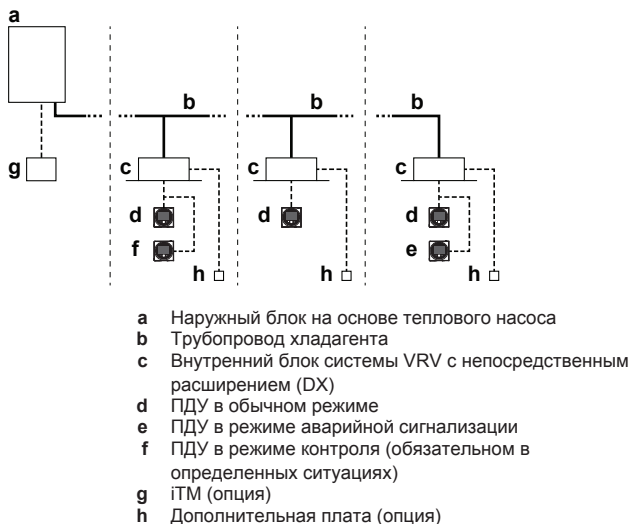 a
b b b
g c c c
d d d
f e
h h h
a Наружный блок на основе теплового насоса
b Трубопровод хладагента
c Внутренний блок системы VRV с непосредственным
расширением (DX)
d ПДУ в обычном режиме
e ПДУ в режиме аварийной сигнализации
f ПДУ в режиме контроля (обязательном в
определенных ситуациях)
g iTM (опция)
h Дополнительная плата (опция)